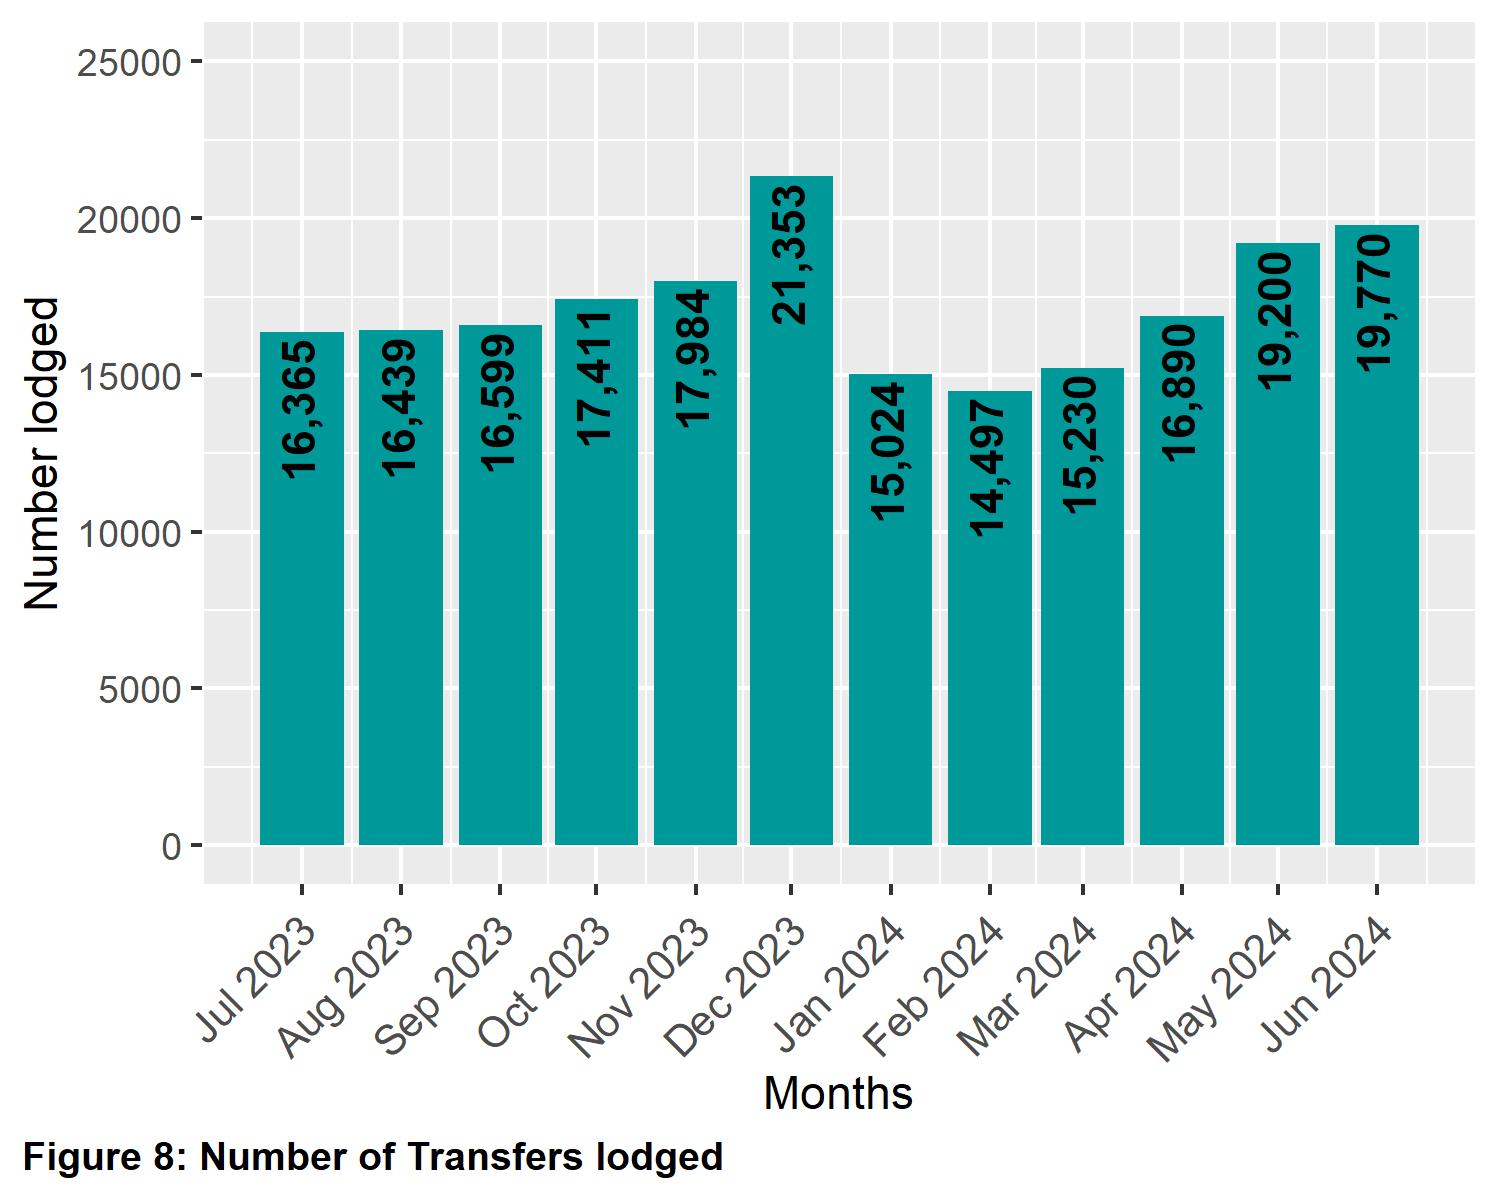 25000
20000
15000
10000
5000
0
Number lodged
16,365
16,439
16,599
17,411
17,984
21,353
15,024
14,497
15,230
16,890
19,200
19,770
Jul 2023
Aug 2023
Sep 2023
Oct 2023
Nov 2023
Dec 2023
Jan 2024
Feb 2024
Mar 2024
Apr 2024
May 2024
Jun 2024
Months
Figure 8: Number of Transfers lodged